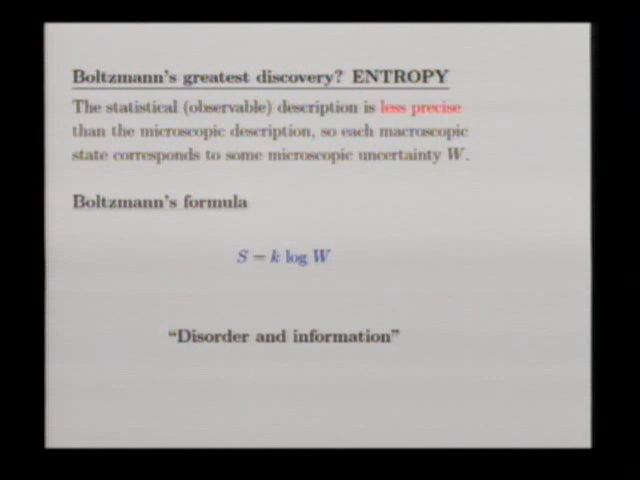 Boltzmann's greatest discovery? ENTROPY
The statistical (observable) description is less precise
than the microscopic description, so each macroscopic
state corresponds to some microscopic uncertainty W.
Boltzmann's formula
S = k log W
“Disorder and information”